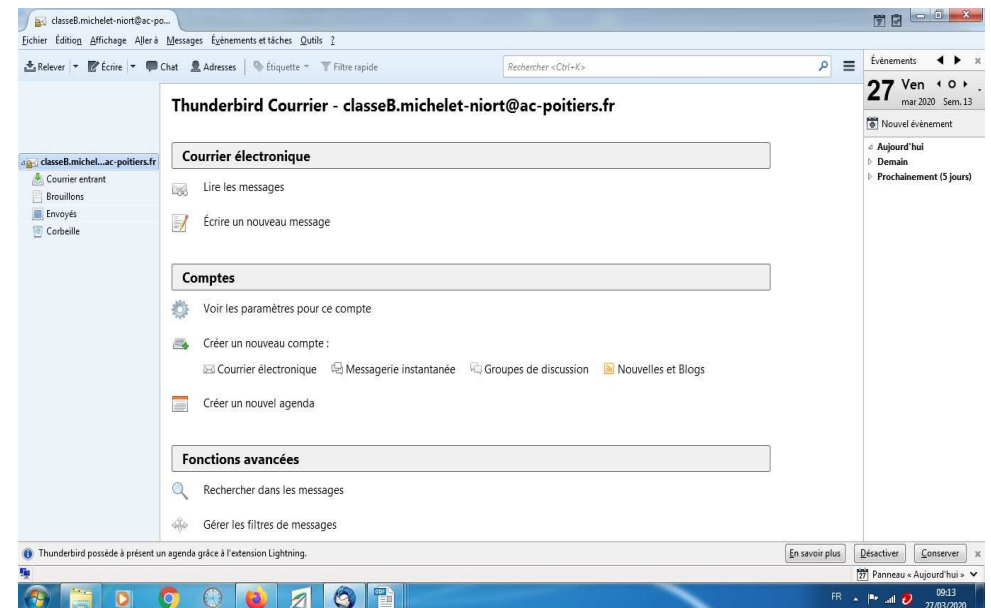 classeB.michelet-niort@ac-po...
Fichier Édition Affichage Aller à Messages Évènements et tâches Outils ?
Relever Écrire Chat Adresses Étiquette Filtre rapide Rechercher <Ctrl+K>
Thunderbird Courrier - classeB.michelet-niort@ac-poitiers.fr
classeB.michel...ac-poitiers.fr
Courrier entrant
Brouillons
Envoyés
Corbeille
Courrier électronique
Lire les messages
Écrire un nouveau message
Comptes
Voir les paramètres pour ce compte
Créer un nouveau compte :
Courrier électronique Messagerie instantanée Groupes de discussion Nouvelles et Blogs
Créer un nouvel agenda
Fonctions avancées
Rechercher dans les messages
Gérer les filtres de messages
Évènements
27 Ven
mar 2020 Sem. 13
Nouvel évènement
Aujourd'hui
Demain
Prochainement (5 jours)
Thunderbird possède à présent un agenda grâce à l'extension Lightning. En savoir plus Désactiver Conserver
27 Panneau « Aujourd'hui »
FR 09:13
27/03/2020